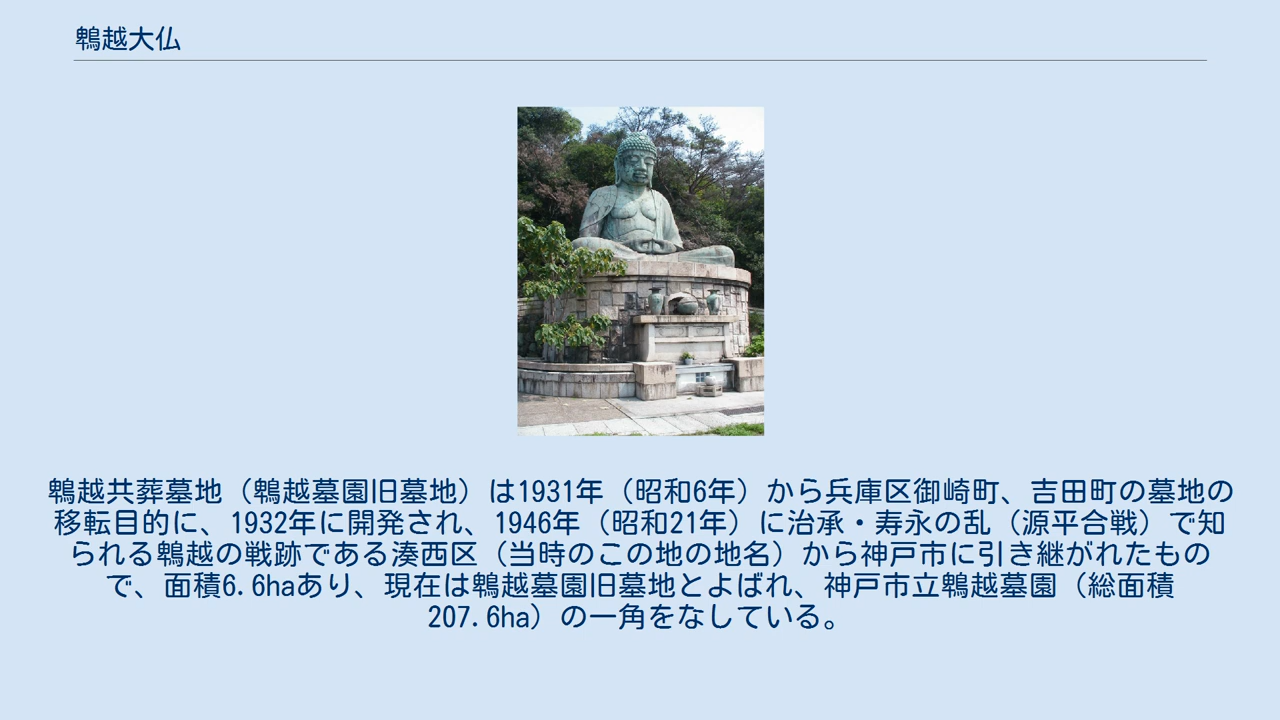 鵯越大仏
鵯越共葬墓地（鵯越墓園旧墓地）は1931年（昭和6年）から兵庫区御崎町、吉田町の墓地の
移転目的に、1932年に開発され、1946年（昭和21年）に治承・寿永の乱（源平合戦）で知
られる鵯越の戦跡である湊西区（当時のこの地の地名）から神戸市に引き継がれたもの
で、面積6.6haあり、現在は鵯越墓園旧墓地とよばれ、神戸市立鵯越墓園（総面積
207.6ha）の一角をなしている。